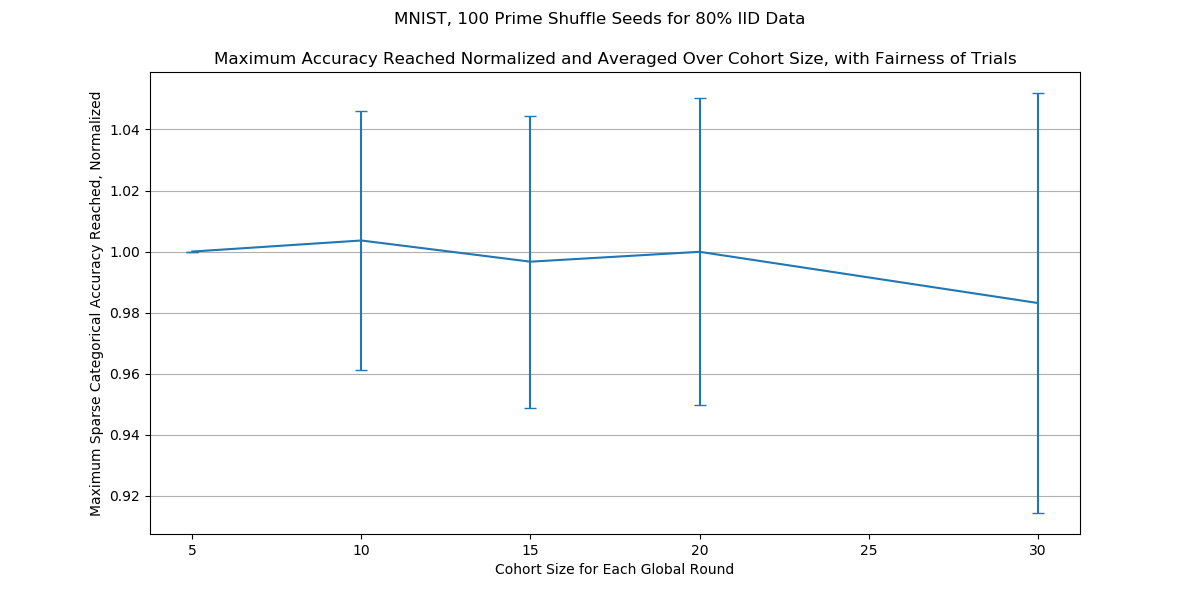 MNIST, 100 Prime Shuffle Seeds for 80% IID Data
Maximum Accuracy Reached Normalized and Averaged Over Cohort Size, with Fairness of Trials
Maximum Sparse Categorical Accuracy Reached, Normalized
1.04
1.02
1.00
0.98
0.96
0.94
0.92
5 10 15 20 25 30
Cohort Size for Each Global Round